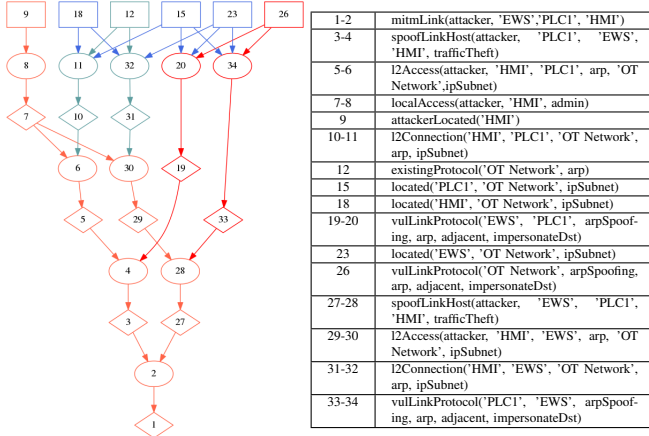 9
18
12
15
23
26
8
11
32
20
34
7
10
31
6
30
19
5
29
33
4
28
3
27
2
1
1-2 mitmLink(attacker, 'EWS','PLC1', 'HMI')
3-4 spoofLinkHost(attacker, 'PLC1', 'EWS',
'HMI', trafficTheft)
5-6 l2Access(attacker, 'HMI', 'PLC1', arp, 'OT
Network',ipSubnet)
7-8 localAccess(attacker, 'HMI', admin)
9 attackerLocated('HMI')
10-11 l2Connection('HMI', 'PLC1', 'OT Network',
arp, ipSubnet)
12 existingProtocol('OT Network', arp)
15 located('PLC1', 'OT Network', ipSubnet)
18 located('HMI', 'OT Network', ipSubnet)
19-20 vulLinkProtocol('EWS', 'PLC1', arpSpoof-
ing, arp, adjacent, impersonateDst)
23 located('EWS', 'OT Network', ipSubnet)
26 vulLinkProtocol('OT Network', arpSpoofing,
arp, adjacent, impersonateDst)
27-28 spoofLinkHost(attacker, 'EWS', 'PLC1',
'HMI', trafficTheft)
29-30 l2Access(attacker, 'HMI', 'EWS', arp, 'OT
Network', ipSubnet)
31-32 l2Connection('HMI', 'EWS', 'OT Network',
arp, ipSubnet)
33-34 vulLinkProtocol('PLC1', 'EWS', arpSpoof-
ing, arp, adjacent, impersonateDst)